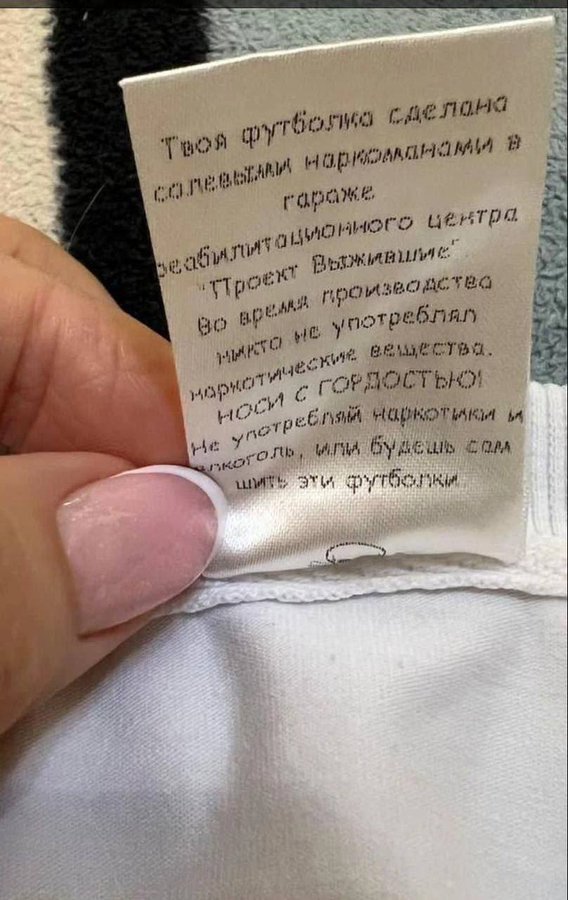 Твоя футболка сделана
солевыми наркоманами в
гараже
реабилитационного центра
"Проект Выжившие".
Во время производства
никто не употреблял
наркотические вещества.
НОСИ С ГОРДОСТЬЮ!
Не употребляй наркотики и
алкоголь, или будешь сам
шить эти футболки